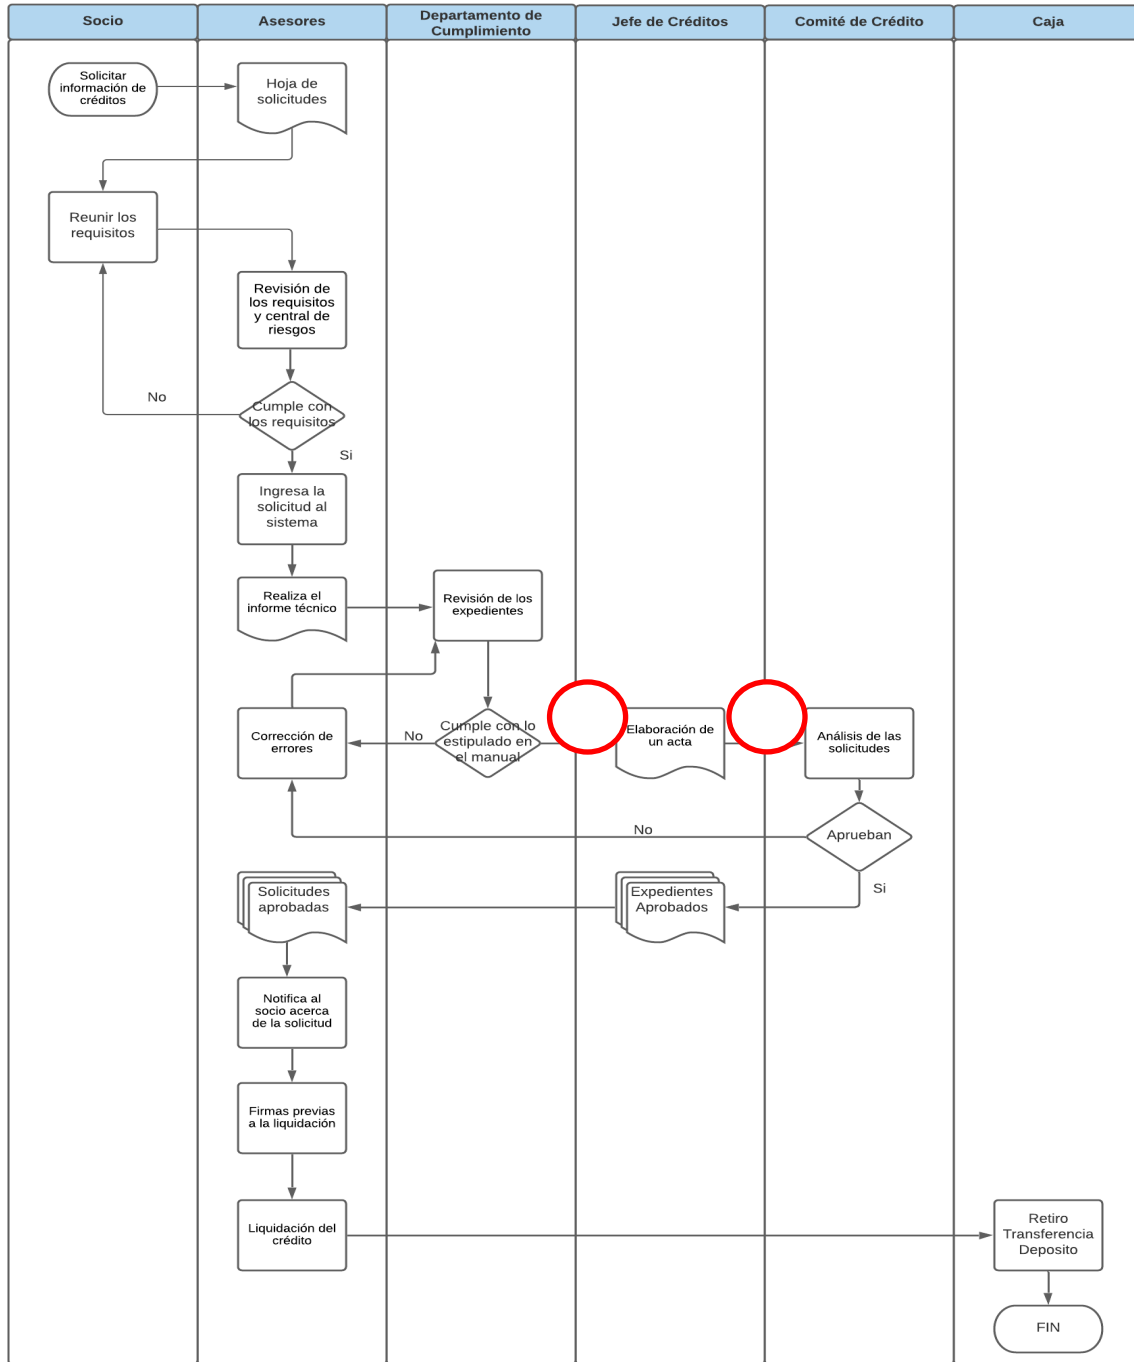 Socio
Asesores
Departamento de
Cumplimiento
Jefe de Créditos
Comité de Crédito
Caja
Solicitar
información de
créditos
Hoja de
solicitudes
Reunir los
requisitos
Revisión de
los requisitos
y central de
riesgos
No
Cumple con
los requisitos
Si
Ingresa la
solicitud al
sistema
Realiza el
informe técnico
Revisión de los
expedientes
Corrección de
errores
No
Cumple con lo
estipulado en
el manual
Elaboración de
un acta
Análisis de las
solicitudes
No
Aprueban
Si
Solicitudes
aprobadas
Expedientes
Aprobados
Notifica al
socio acerca
de la solicitud
Firmas previas
a la liquidación
Liquidación del
crédito
Retiro
Transferencia
Deposito
FIN